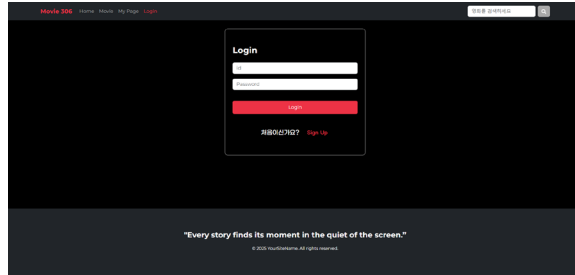 Movie 306 Home Movie My Page Login
영화를 검색하세요
Login
Id
Password
Login
처음이신가요? Sign Up
"Every story finds its moment in the quiet of the screen."
© 2025 YourSiteName. All rights reserved.